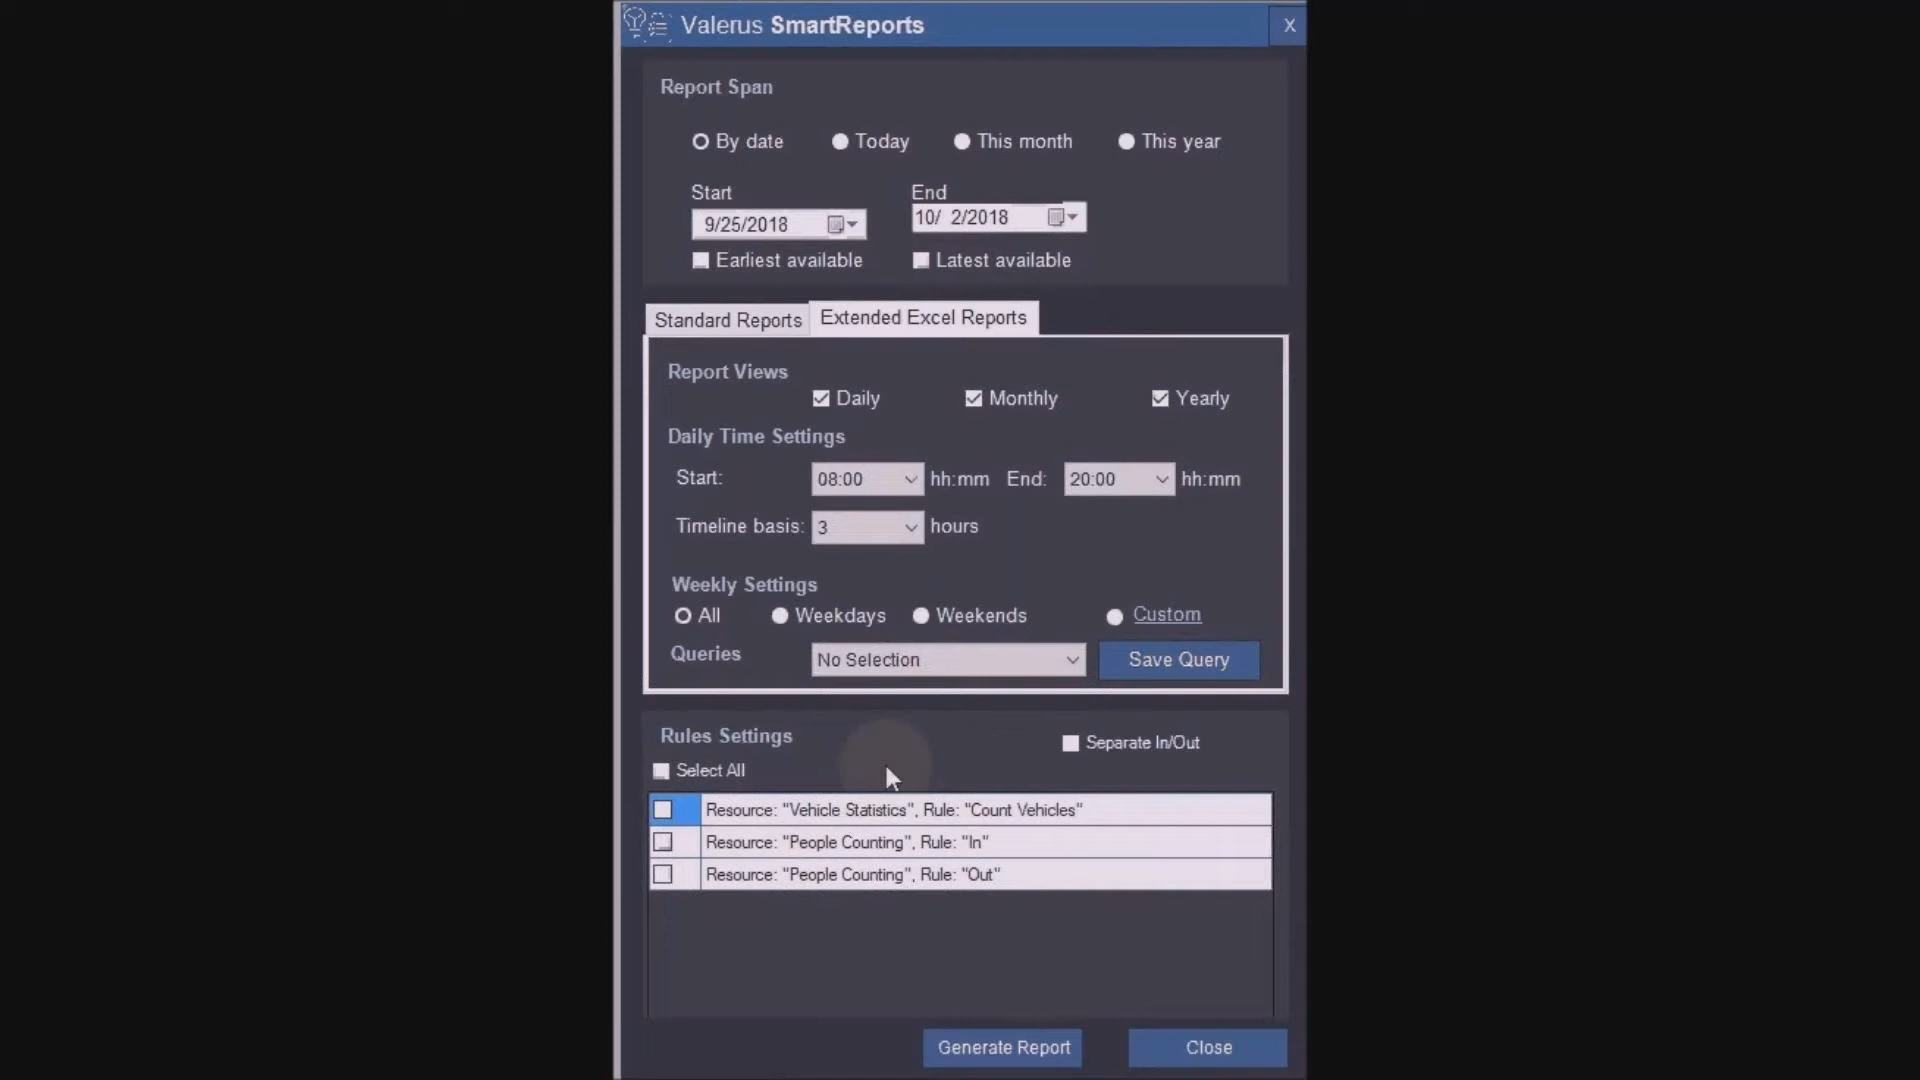 Valerus SmartReports X
Report Span
By date Today This month This year
Start End
9/25/2018 10/ 2/2018
Earliest available Latest available
Standard Reports Extended Excel Reports
Report Views
Daily Monthly Yearly
Daily Time Settings
Start: 08:00 hh:mm End: 20:00 hh:mm
Timeline basis: 3 hours
Weekly Settings
All Weekdays Weekends Custom
Queries No Selection Save Query
Rules Settings Separate In/Out
Select All
Resource: "Vehicle Statistics", Rule: "Count Vehicles"
Resource: "People Counting", Rule: "In"
Resource: "People Counting", Rule: "Out"
Generate Report Close